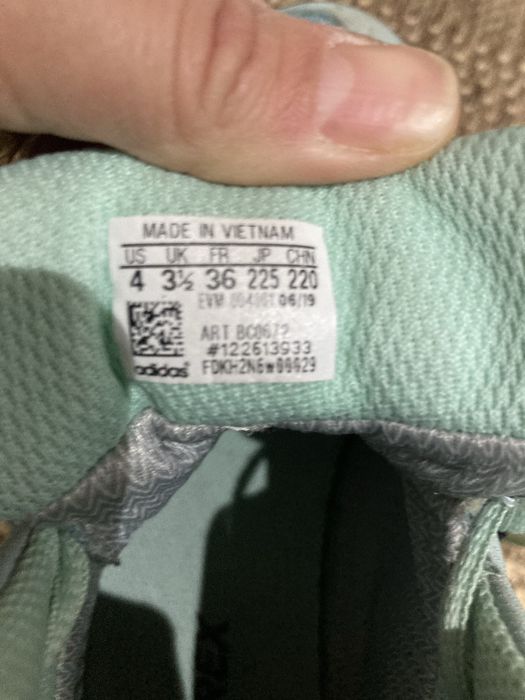 MADE IN VIETNAM
US UK FR JP CHN
4 3½ 36 225 220
EVM 06/19
ART
#122613933
adidas